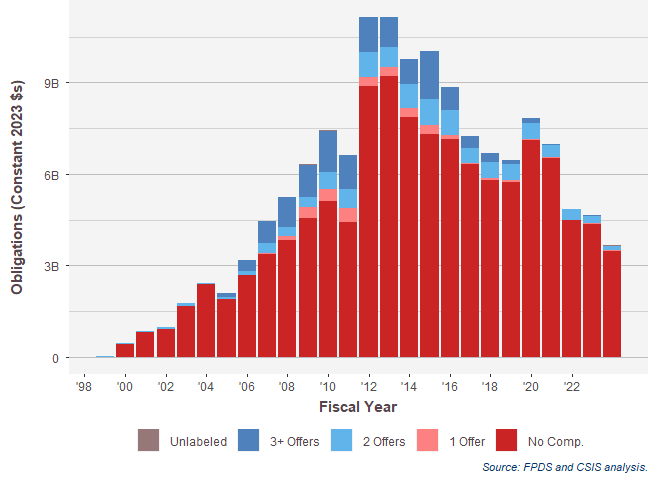 Obligations (Constant 2023 $s)
9B
6B
3B
0
'98 '00 '02 '04 '06 '08 '10 '12 '14 '16 '18 '20 '22
Fiscal Year
Unlabeled 3+ Offers 2 Offers 1 Offer No Comp.
Source: FPDS and CSIS analysis.